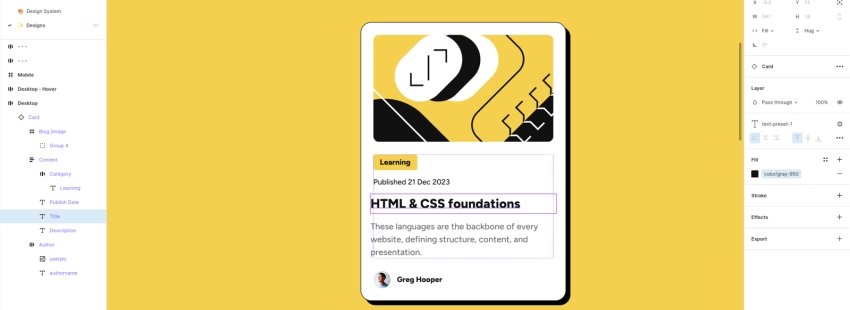 Design System
Designs
- - -
- - -
Mobile
Desktop - Hover
Desktop
Card
Blog Image
Group 4
Content
Category
Learning
Publish Date
Title
Description
Author
userpic
authorname
Learning
Published 21 Dec 2023
HTML & CSS foundations
These languages are the backbone of every
website, defining structure, content, and
presentation.
Greg Hooper
X
Y
W 347 H
Fill Hug
0°
Card
Layer
Pass through 100%
text-preset-1
Fill
color/gray-950
Stroke
Effects
Export